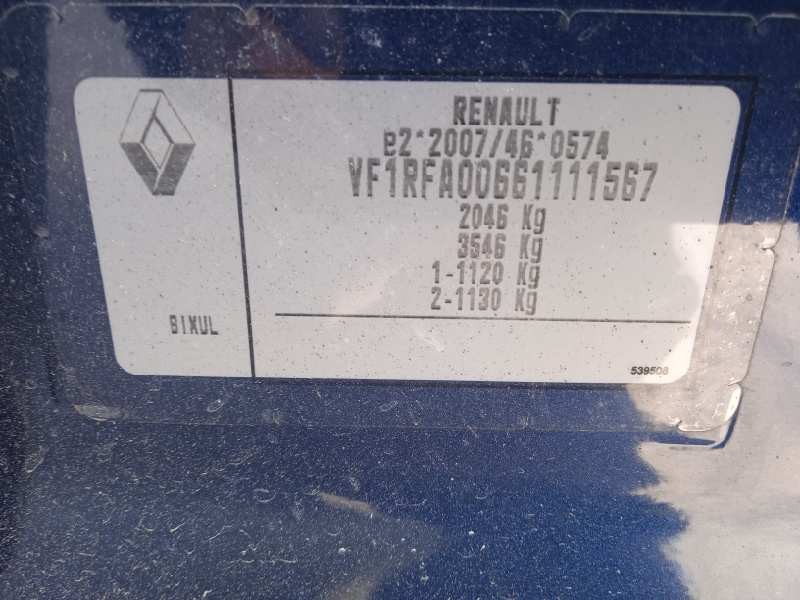 RENAULT
e2*2007/46*0574
VF1RFA00661111567
2046 Kg
3546 Kg
1-1120 Kg
2-1130 Kg
BIXUL
539508